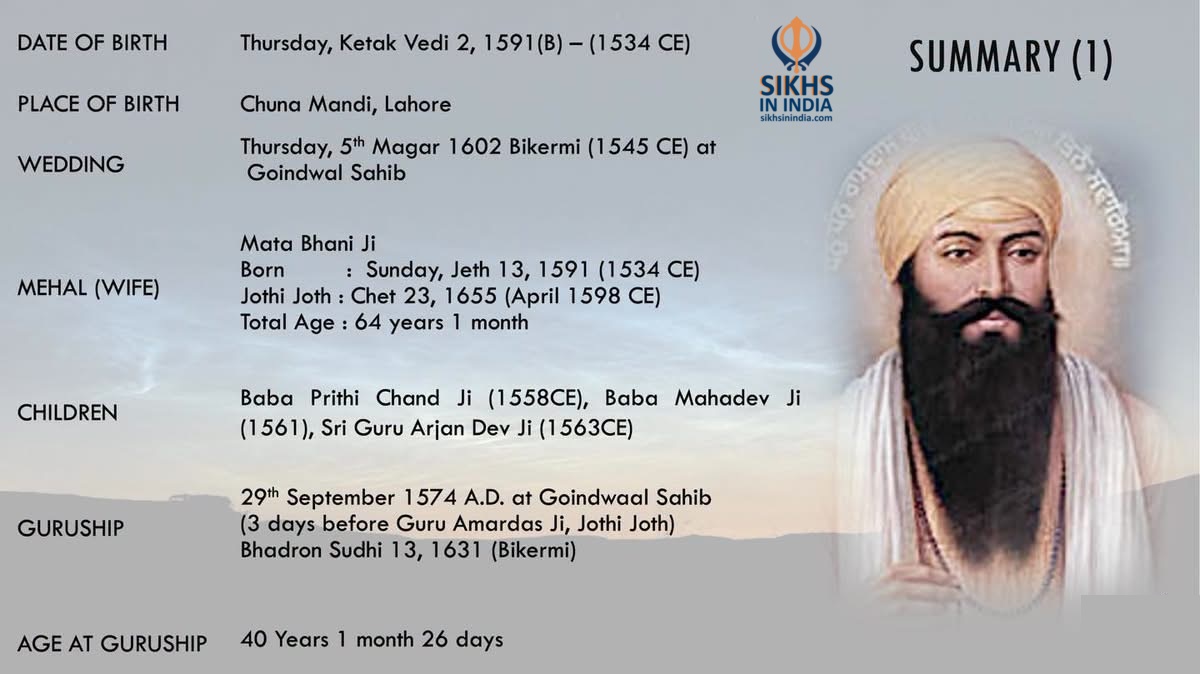 SUMMARY (1)
SIKHS
IN INDIA
sikhsinindia.com
DATE OF BIRTH
Thursday, Ketak Vedi 2, 1591(B) – (1534 CE)
PLACE OF BIRTH
Chuna Mandi, Lahore
WEDDING
Thursday, 5th Magar 1602 Bikermi (1545 CE) at
Goindwal Sahib
MEHAL (WIFE)
Mata Bhani Ji
Born : Sunday, Jeth 13, 1591 (1534 CE)
Jothi Joth : Chet 23, 1655 (April 1598 CE)
Total Age : 64 years 1 month
CHILDREN
Baba Prithi Chand Ji (1558CE), Baba Mahadev Ji
(1561), Sri Guru Arjan Dev Ji (1563CE)
GURUSHIP
29th September 1574 A.D. at Goindwaal Sahib
(3 days before Guru Amardas Ji, Jothi Joth)
Bhadron Sudhi 13, 1631 (Bikermi)
AGE AT GURUSHIP
40 Years 1 month 26 days